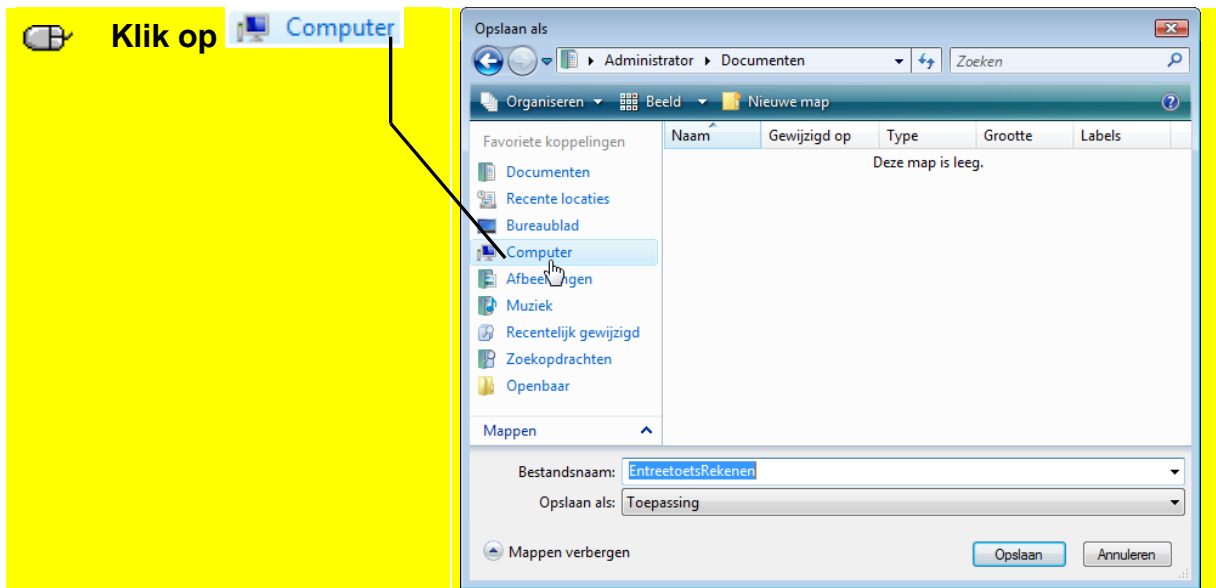 Klik op Computer
Opslaan als
Administrator Documenten Zoeken
Organiseren Beeld Nieuwe map
Favoriete koppelingen
Documenten
Recente locaties
Bureaublad
Computer
Afbeeldingen
Muziek
Recentelijk gewijzigd
Zoekopdrachten
Openbaar
Mappen
Naam Gewijzigd op Type Grootte Labels
Deze map is leeg.
Bestandsnaam: EntreetoetsRekenen
Opslaan als: Toepassing
Mappen verbergen Opslaan Annuleren